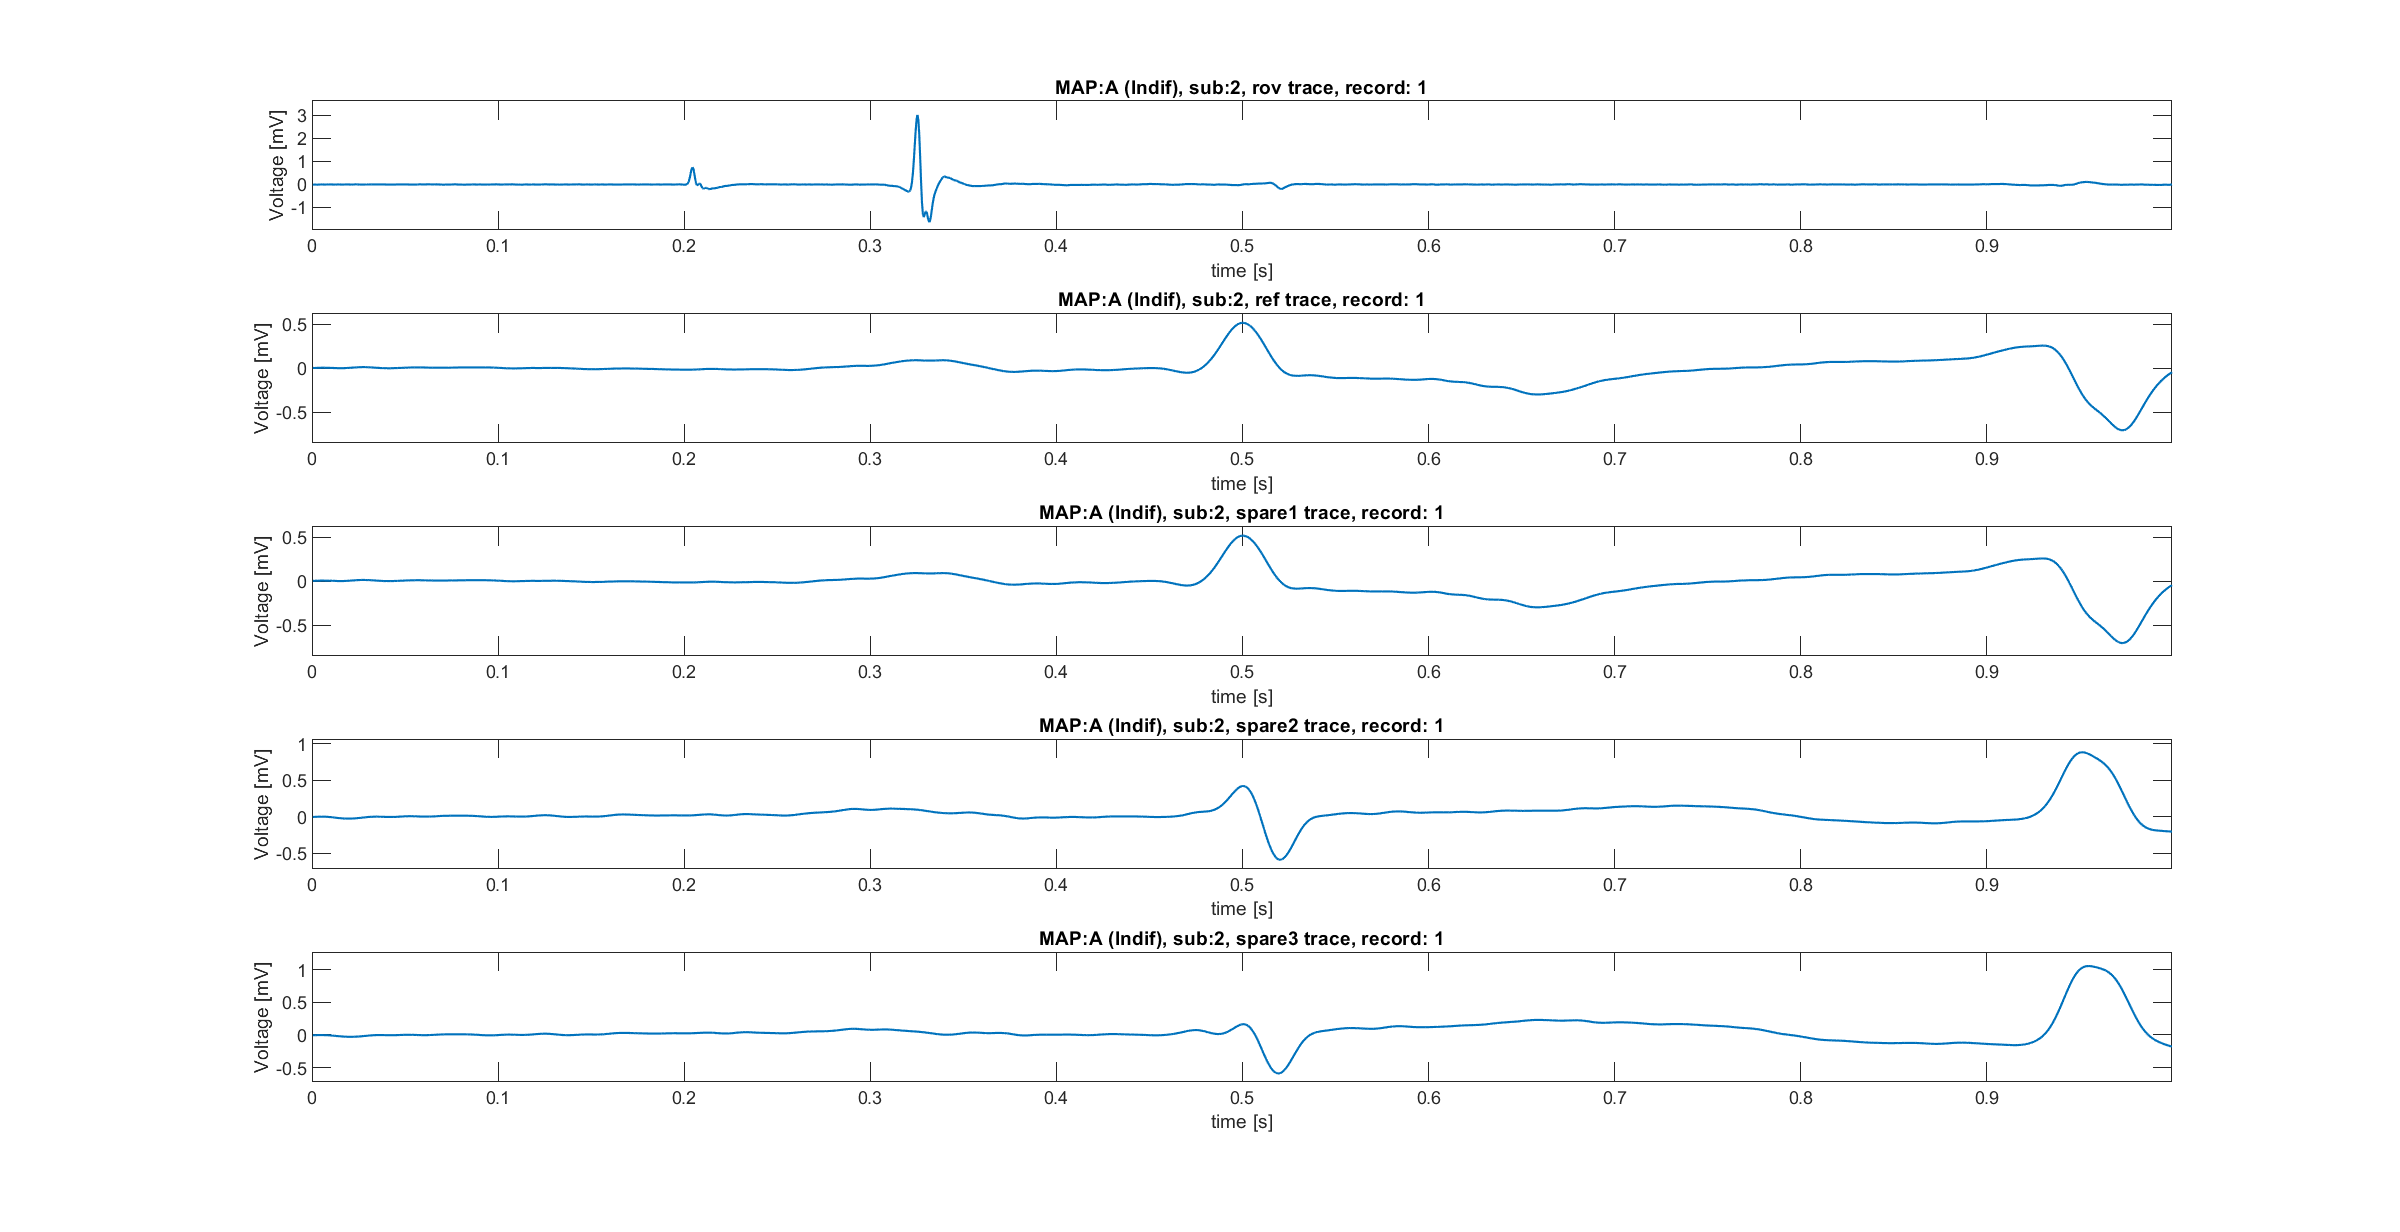 MAP:A (Indif), sub:2, rov trace, record: 1
Voltage [mV]
3
2
1
0
-1
0 0.1 0.2 0.3 0.4 0.5 0.6 0.7 0.8 0.9
time [s]
MAP:A (Indif), sub:2, ref trace, record: 1
Voltage [mV]
0.5
0
-0.5
0 0.1 0.2 0.3 0.4 0.5 0.6 0.7 0.8 0.9
time [s]
MAP:A (Indif), sub:2, spare1 trace, record: 1
Voltage [mV]
0.5
0
-0.5
0 0.1 0.2 0.3 0.4 0.5 0.6 0.7 0.8 0.9
time [s]
MAP:A (Indif), sub:2, spare2 trace, record: 1
Voltage [mV]
1
0.5
0
-0.5
0 0.1 0.2 0.3 0.4 0.5 0.6 0.7 0.8 0.9
time [s]
MAP:A (Indif), sub:2, spare3 trace, record: 1
Voltage [mV]
1
0.5
0
-0.5
0 0.1 0.2 0.3 0.4 0.5 0.6 0.7 0.8 0.9
time [s]